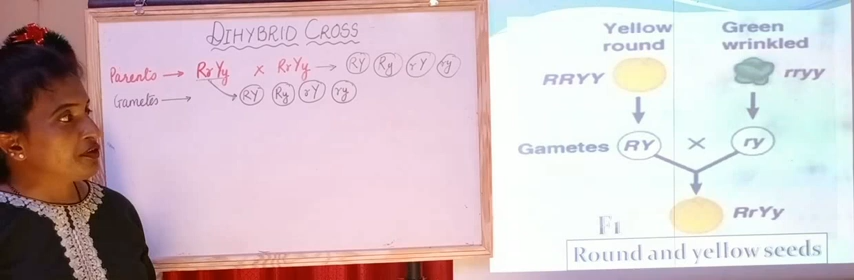 DIHYBRID CROSS
Parents → RrYy × RrYy → RY Ry rY ry
Gametes → RY Ry rY ry
Yellow round
Green wrinkled
RRYY
rryy
Gametes RY × ry
F1
RrYy
Round and yellow seeds